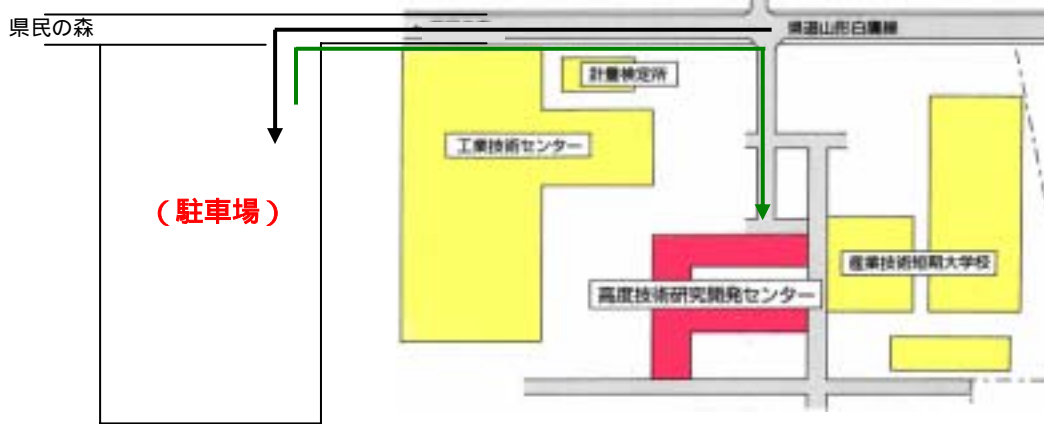 県民の森
県道山形白鷹線
計量検定所
工業技術センター
(駐車場)
産業技術短期大学校
高度技術研究開発センター